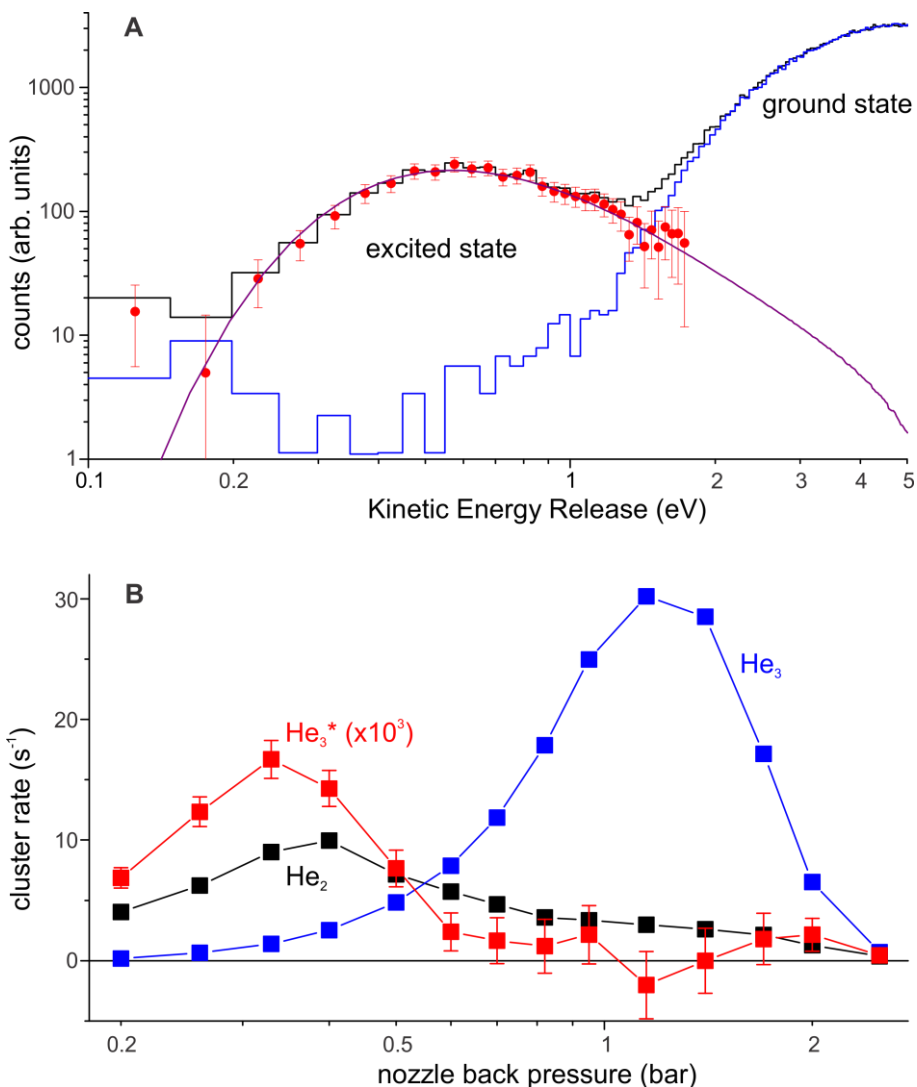 A
1000
100
10
1
counts (arb. units)
ground state
excited state
0.1
0.2
1
2
3
4
5
Kinetic Energy Release (eV)
B
30
20
10
0
cluster rate (s⁻¹)
He₃
He₃* (x10³)
He₂
0.2
0.5
1
2
nozzle back pressure (bar)